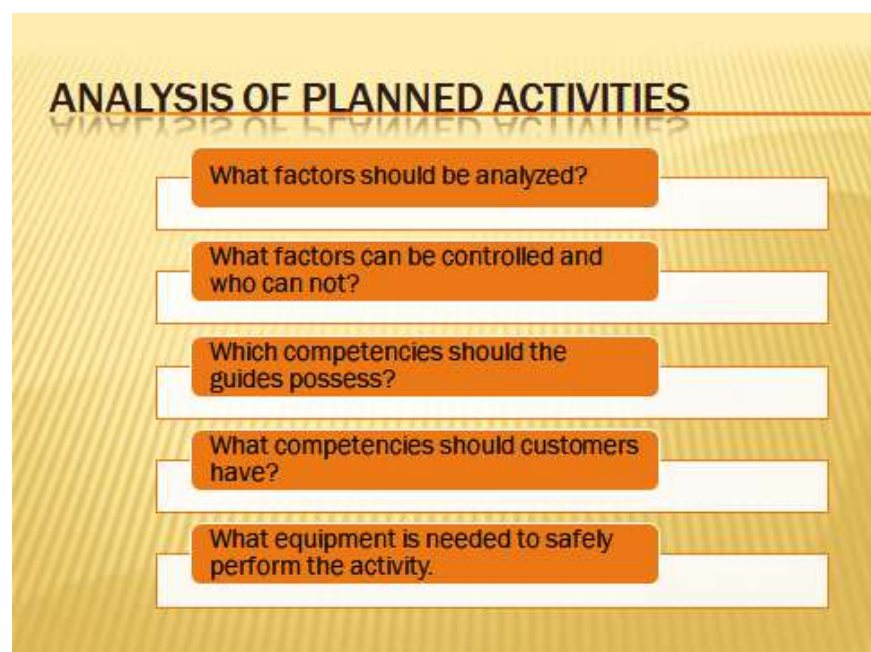 ANALYSIS OF PLANNED ACTIVITIES
What factors should be analyzed?
What factors can be controlled and
who can not?
Which competencies should the
guides possess?
What competencies should customers
have?
What equipment is needed to safely
perform the activity.